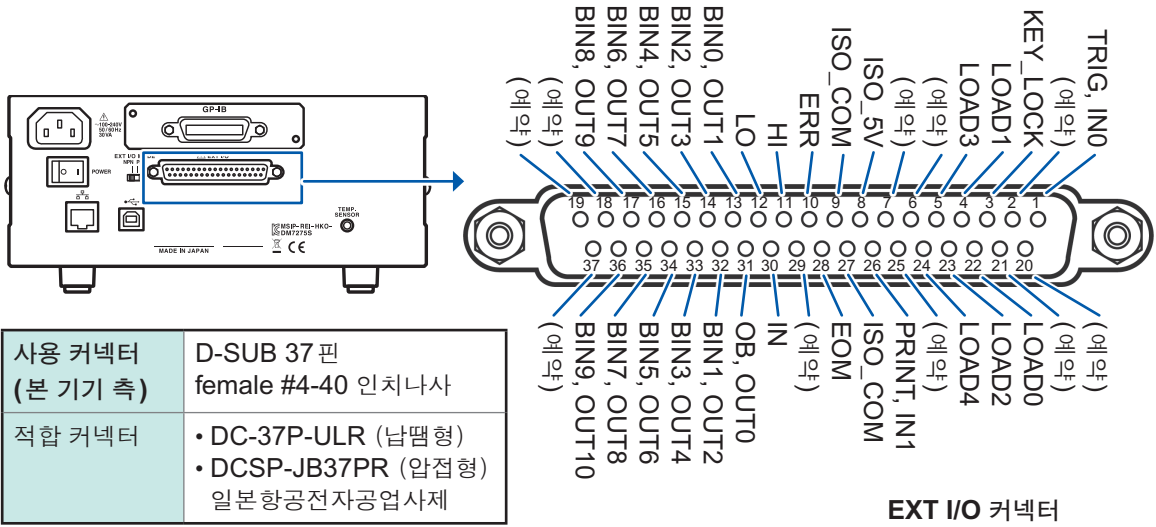 GP-IB
~100-240V
50/60Hz
30VA
EXT I/O
NPN P
EXT I/O
POWER
TEMP.
SENSOR
MSIP-REI-HKO-
DM7275S
CE
MADE IN JAPAN
(예약)
(예약)
BIN8, OUT9
BIN6, OUT7
BIN4, OUT5
BIN2, OUT3
BIN0, OUT1
LO
HI
ERR
ISO_COM
ISO_5V
(예약)
(예약)
LOAD3
LOAD1
KEY_LOCK
(예약)
TRIG, IN0
19 18 17 16 15 14 13 12 11 10 9 8 7 6 5 4 3 2 1
37 36 35 34 33 32 31 30 29 28 27 26 25 24 23 22 21 20
(예약)
BIN9, OUT10
BIN7, OUT8
BIN5, OUT6
BIN3, OUT4
BIN1, OUT2
OB, OUT0
IN
(예약)
EOM
ISO_COM
PRINT, IN1
(예약)
LOAD4
LOAD2
LOAD0
(예약)
(예약)
사용 커넥터
(본 기기 측)
D-SUB 37핀
female #4-40 인치나사
적합 커넥터
• DC-37P-ULR (납땜형)
• DCSP-JB37PR (압접형)
일본항공전자공업사제
EXT I/O 커넥터